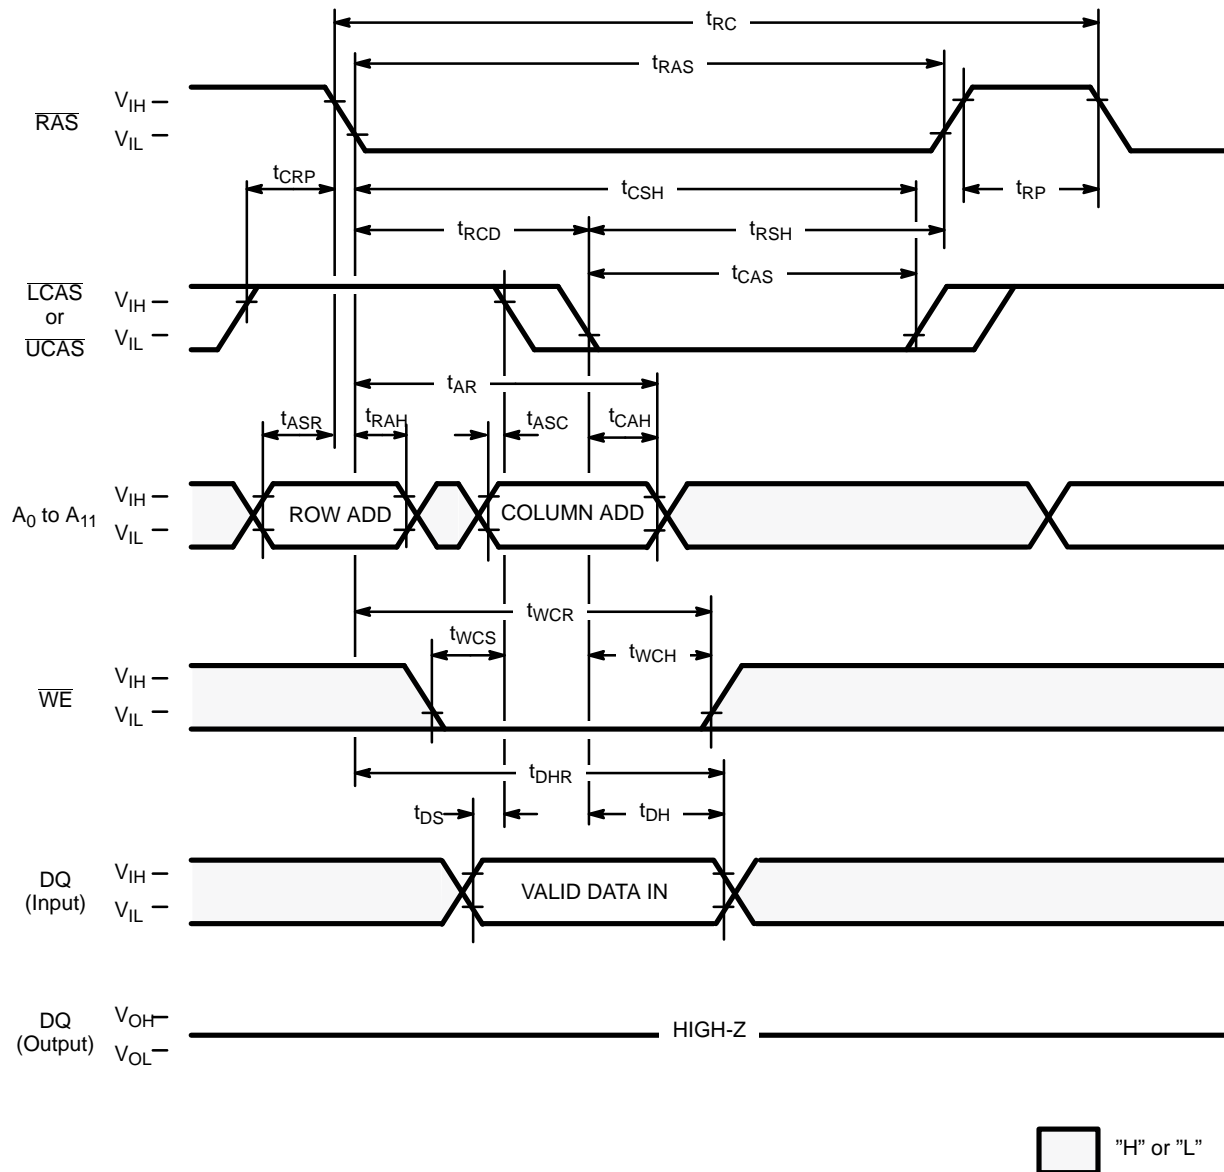 tRC
tRAS
RAS
VIH
VIL
tCRP
tCSH
tRP
tRCD
tRSH
tCAS
LCAS
or
UCAS
VIH
VIL
tAR
tASR
tRAH
tASC
tCAH
A0 to A11
VIH
VIL
ROW ADD
COLUMN ADD
tWCR
tWCS
tWCH
WE
VIH
VIL
tDHR
tDS
tDH
DQ
(Input)
VIH
VIL
VALID DATA IN
DQ
(Output)
VOH
VOL
HIGH-Z
”H” or ”L”